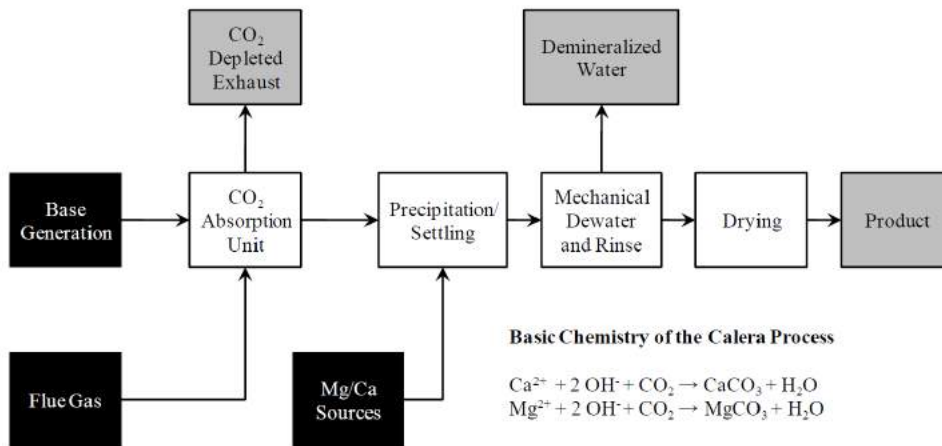 CO₂
Depleted
Exhaust
Demineralized
Water
Base
Generation
CO₂
Absorption
Unit
Precipitation/
Settling
Mechanical
Dewater
and Rinse
Drying
Product
Flue Gas
Mg/Ca
Sources
Basic Chemistry of the Calera Process
Ca²⁺ + 2 OH⁻ + CO₂ → CaCO₃ + H₂O
Mg²⁺ + 2 OH⁻ + CO₂ → MgCO₃ + H₂O